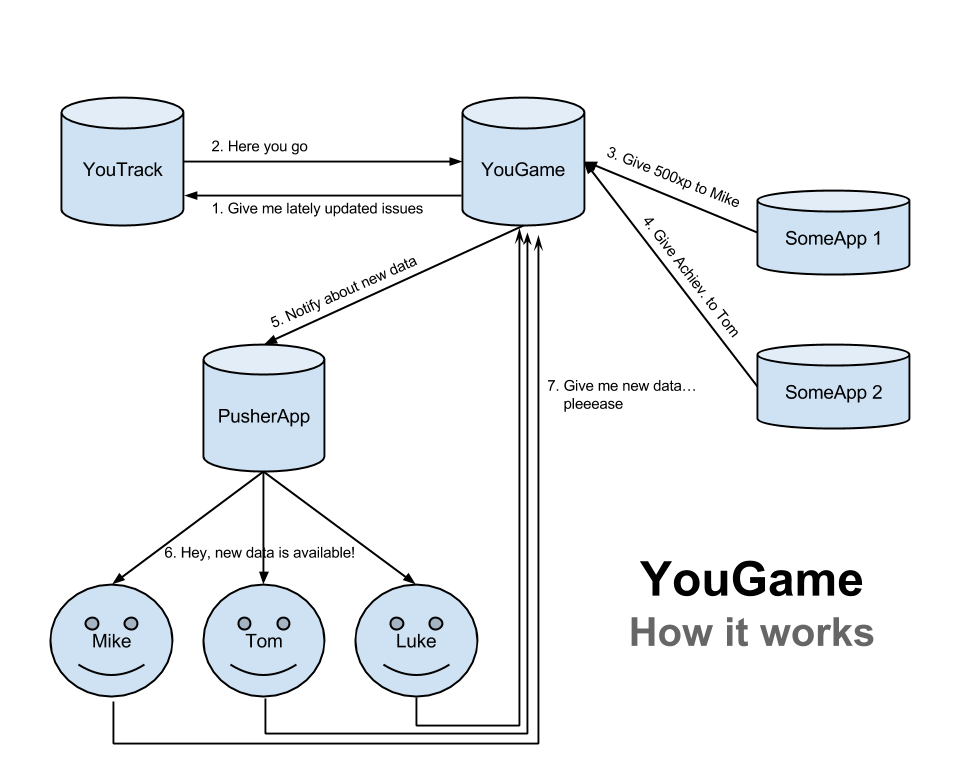 YouTrack
2. Here you go
1. Give me lately updated issues
YouGame
3. Give 500xp to Mike
SomeApp 1
4. Give Achiev. to Tom
SomeApp 2
5. Notify about new data
PusherApp
7. Give me new data…
pleeease
6. Hey, new data is available!
Mike
Tom
Luke
YouGame
How it works